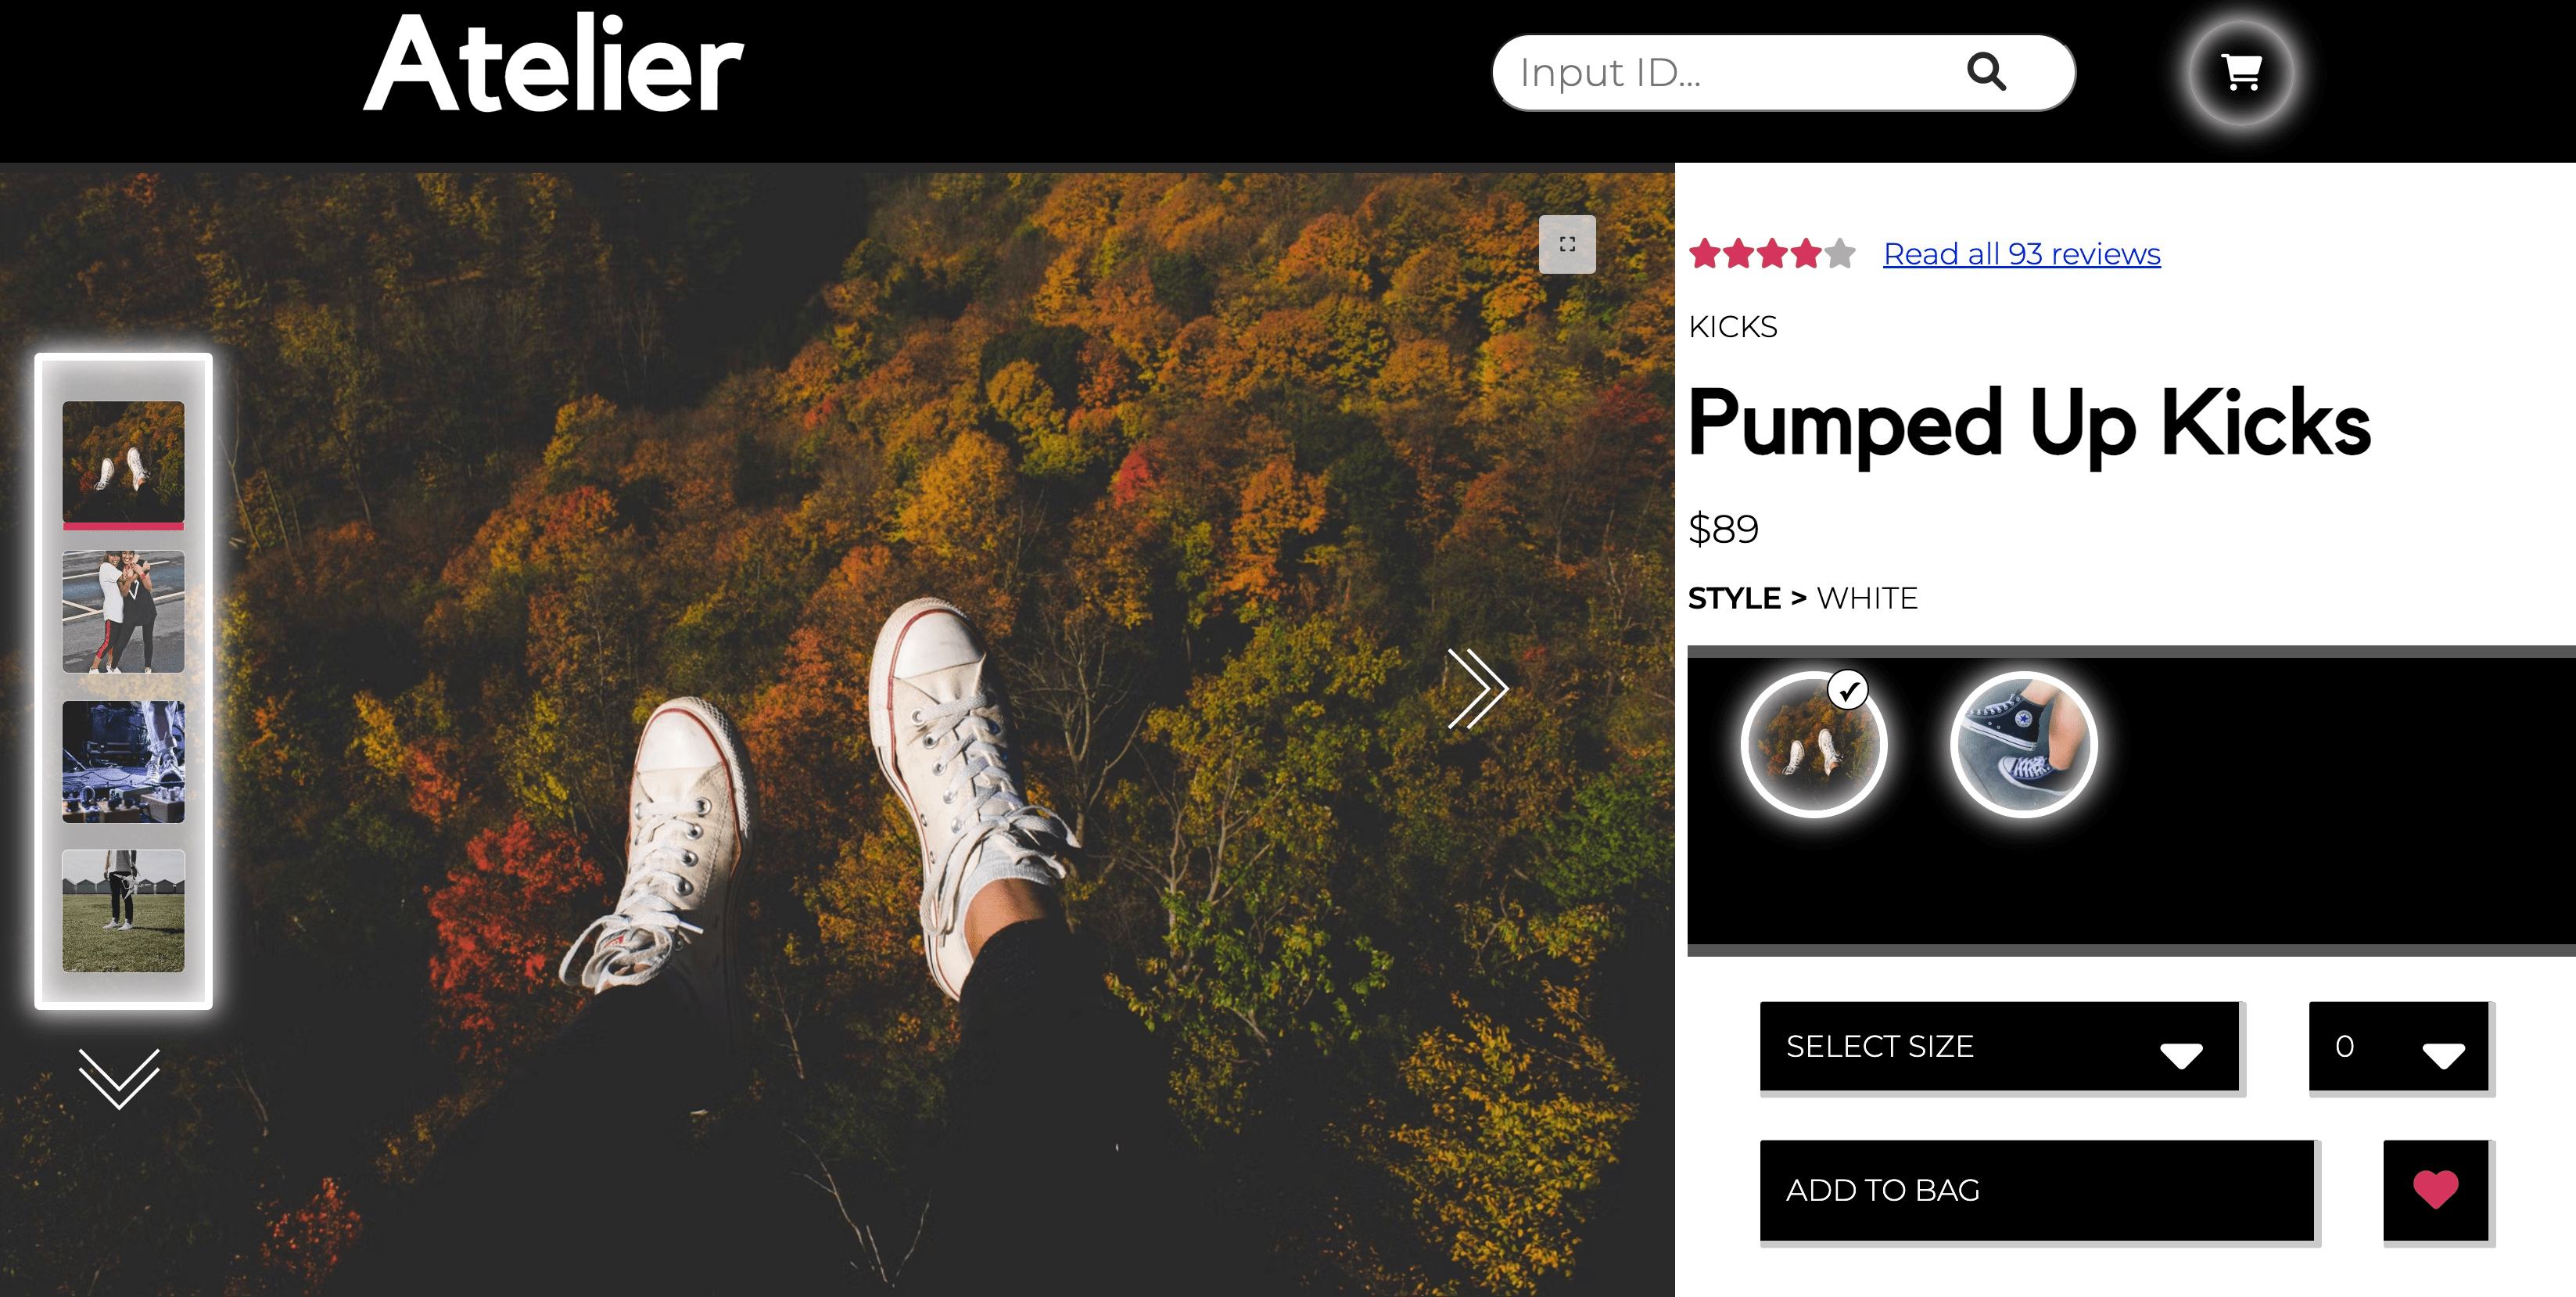 Atelier
Input ID...
Read all 93 reviews
KICKS
Pumped Up Kicks
$89
STYLE > WHITE
SELECT SIZE
0
ADD TO BAG